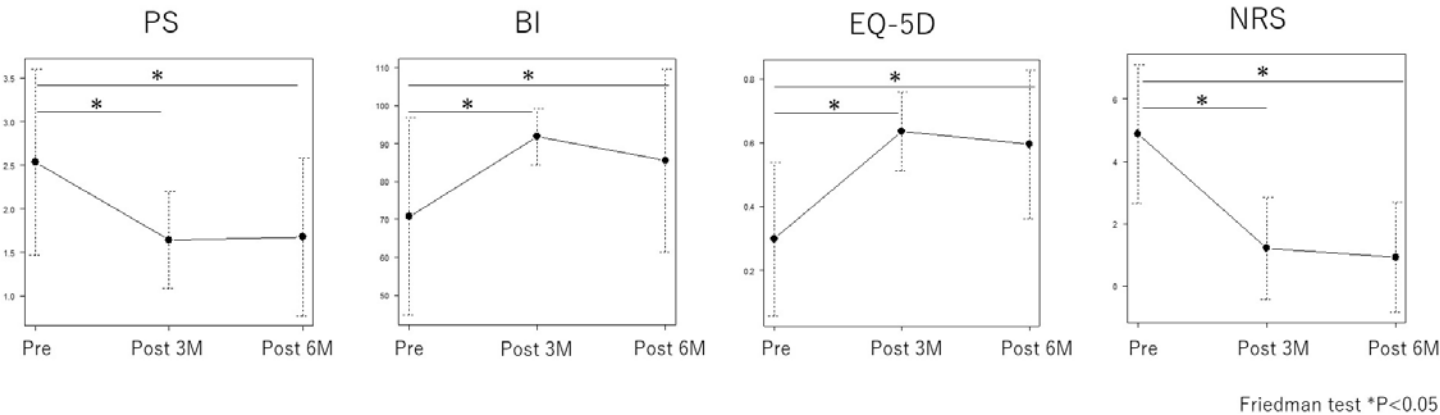 PS
BI
EQ-5D
NRS
3.5
3.0
2.5
2.0
1.5
1.0
*
*
Pre
Post 3M
Post 6M
110
100
90
80
70
60
50
*
*
Pre
Post 3M
Post 6M
0.8
0.6
0.4
0.2
*
*
Pre
Post 3M
Post 6M
6
4
2
0
*
*
Pre
Post 3M
Post 6M
Friedman test *P<0.05